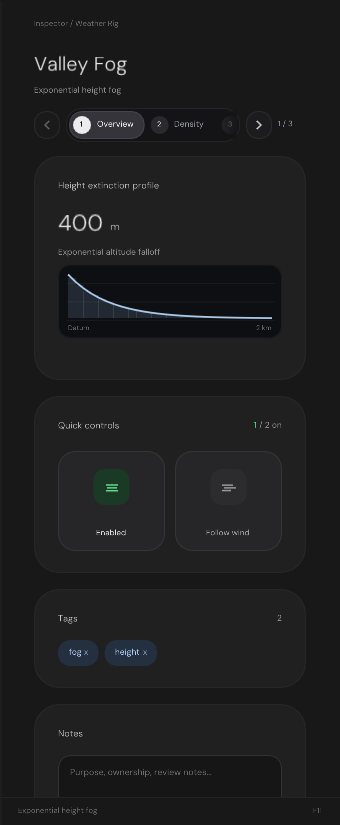 Inspector / Weather Rig
Valley Fog
Exponential height fog
1 Overview 2 Density 3
1 / 3
Height extinction profile
400 m
Exponential altitude falloff
Datum 2 km
Quick controls 1 / 2 on
Enabled Follow wind
Tags 2
fog x height x
Notes
Purpose, ownership, review notes...
Exponential height fog